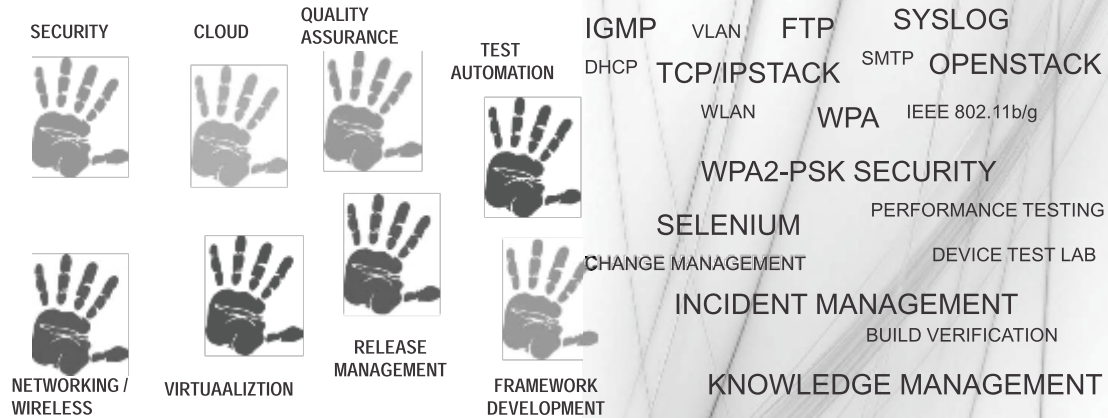 SECURITY
CLOUD
QUALITY
ASSURANCE
TEST
AUTOMATION
NETWORKING /
WIRELESS
VIRTUAALIZTION
RELEASE
MANAGEMENT
FRAMEWORK
DEVELOPMENT
IGMP VLAN FTP SYSLOG
DHCP TCP/IPSTACK SMTP OPENSTACK
WLAN WPA IEEE 802.11b/g
WPA2-PSK SECURITY
PERFORMANCE TESTING
SELENIUM
DEVICE TEST LAB
CHANGE MANAGEMENT
INCIDENT MANAGEMENT
BUILD VERIFICATION
KNOWLEDGE MANAGEMENT